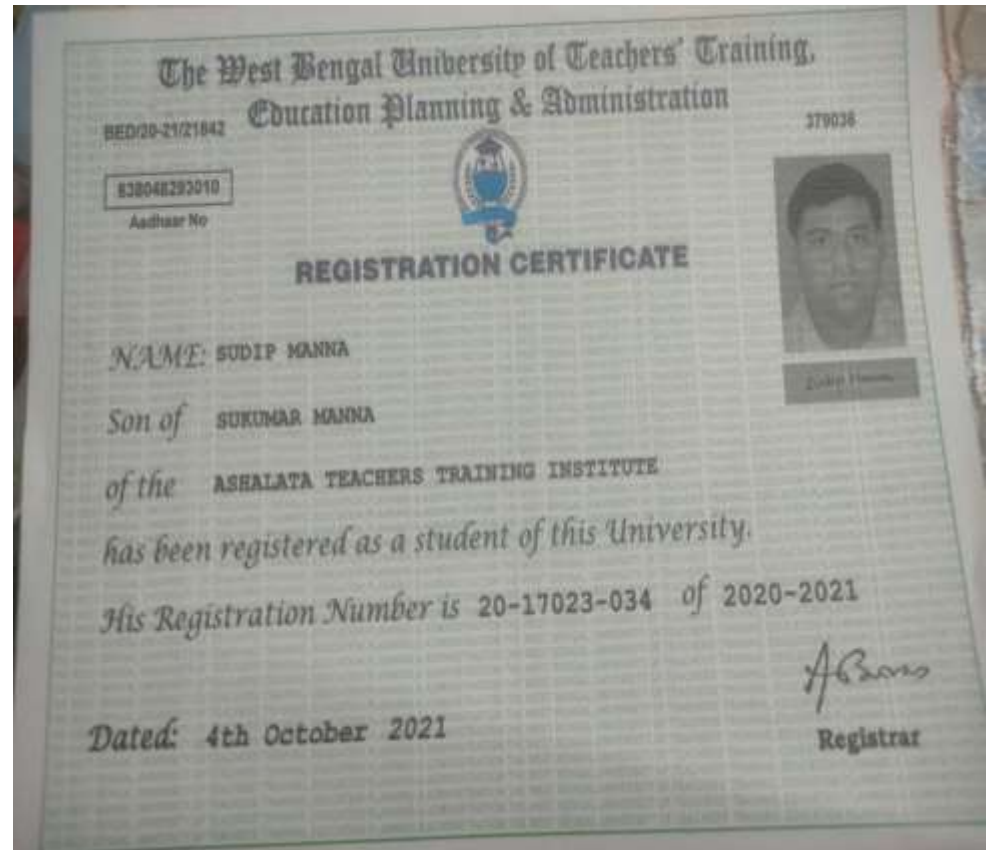 The West Bengal University of Teachers' Training,
Education Planning & Administration
BED/20-21/21842
379036
838048293010
Aadhaar No
REGISTRATION CERTIFICATE
NAME: SUDIP MANNA
Sudip Manna
Son of SUKUMAR MANNA
of the ASHALATA TEACHERS TRAINING INSTITUTE
has been registered as a student of this University.
His Registration Number is 20-17023-034 of 2020-2021
Dated: 4th October 2021
Registrar